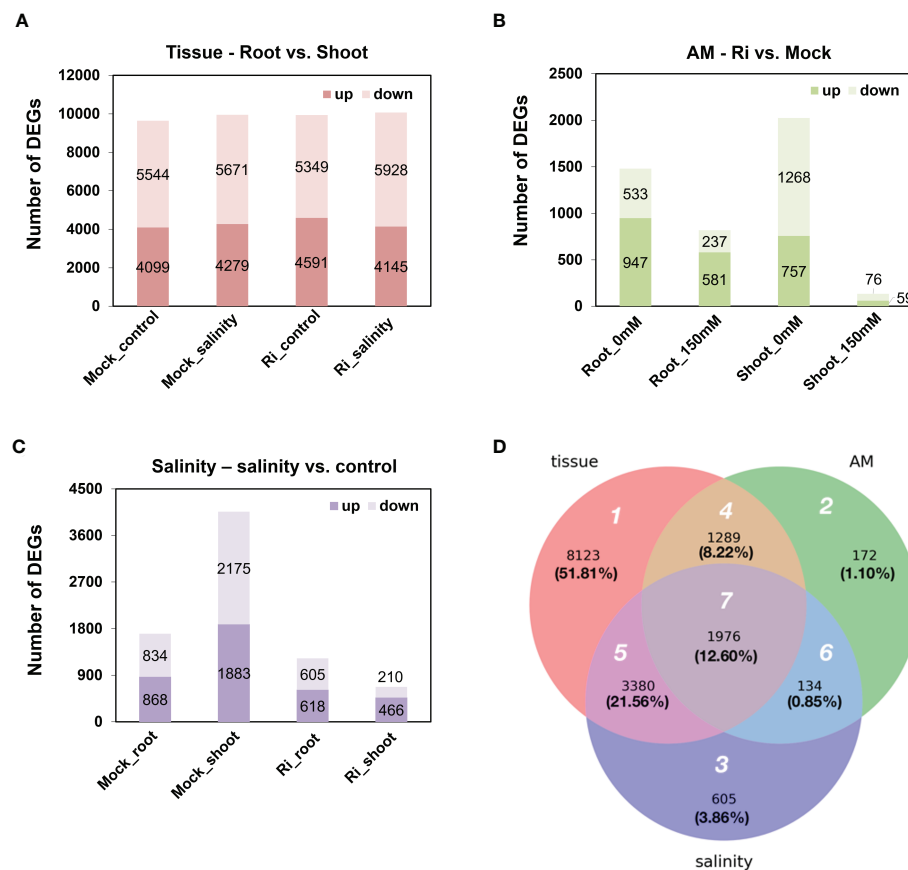 A
Tissue - Root vs. Shoot
Number of DEGs
12000
10000
8000
6000
4000
2000
0
up down
5544 5671 5349 5928
4099 4279 4591 4145
Mock_control
Mock_salinity
Ri_control
Ri_salinity
B
AM - Ri vs. Mock
Number of DEGs
2500
2000
1500
1000
500
0
up down
533 237 1268 76
947 581 757 59
Root_0mM
Root_150mM
Shoot_0mM
Shoot_150mM
C
Salinity – salinity vs. control
Number of DEGs
4500
3600
2700
1800
900
0
up down
834 2175 605 210
868 1883 618 466
Mock_root
Mock_shoot
Ri_root
Ri_shoot
D
tissue
AM
1
4
2
8123
(51.81%)
1289
(8.22%)
172
(1.10%)
7
1976
(12.60%)
5
3380
(21.56%)
6
134
(0.85%)
3
605
(3.86%)
salinity